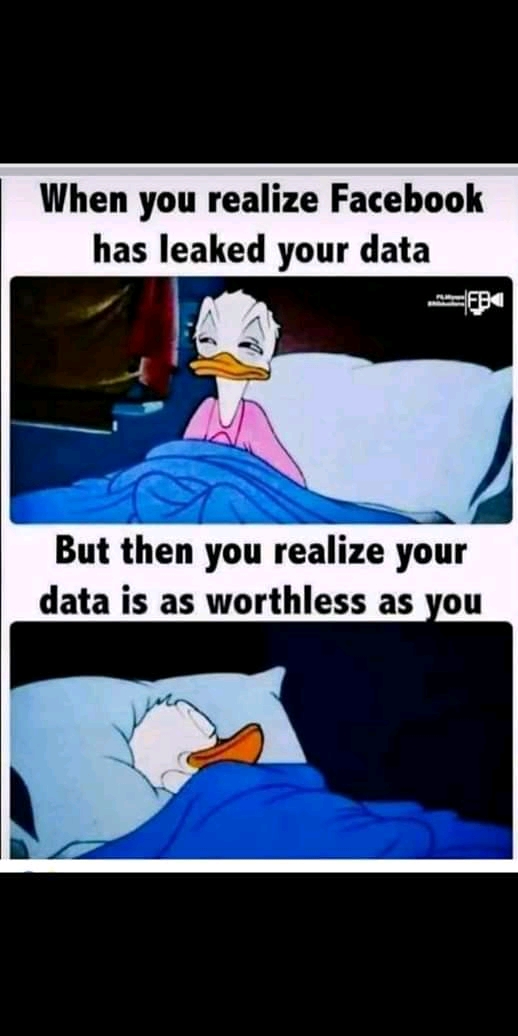 When you realize Facebook
has leaked your data
But then you realize your
data is as worthless as you